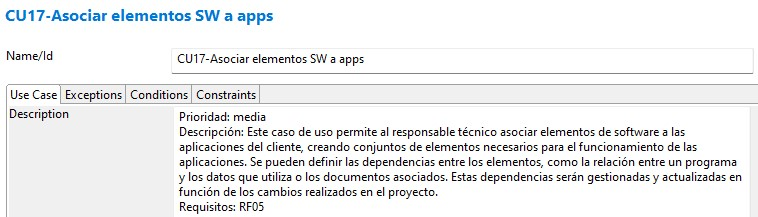 CU17-Asociar elementos SW a apps
Name/Id
CU17-Asociar elementos SW a apps
Use Case Exceptions Conditions Constraints
Description
Prioridad: media
Descripción: Este caso de uso permite al responsable técnico asociar elementos de software a las
aplicaciones del cliente, creando conjuntos de elementos necesarios para el funcionamiento de las
aplicaciones. Se pueden definir las dependencias entre los elementos, como la relación entre un programa
y los datos que utiliza o los documentos asociados. Estas dependencias serán gestionadas y actualizadas en
función de los cambios realizados en el proyecto.
Requisitos: RF05